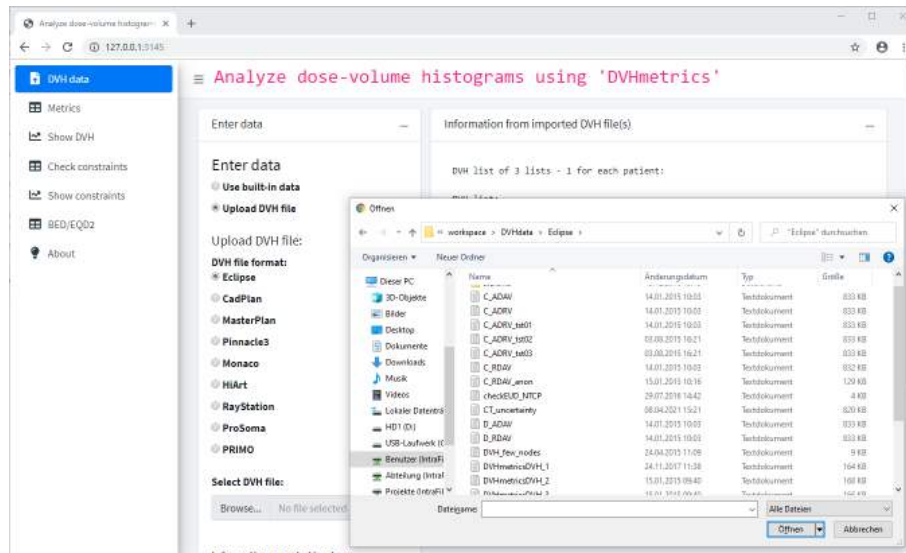 Analyze dose-volume histogram
127.0.0.1:3145
DVH data
Metrics
Show DVH
Check constraints
Show constraints
BED/EQD2
About
Analyze dose-volume histograms using 'DVHmetrics'
Enter data
Enter data
Use built-in data
Upload DVH file
Upload DVH file:
DVH file format:
Eclipse
CadPlan
MasterPlan
Pinnacle3
Monaco
HiArt
RayStation
ProSoma
PRIMO
Select DVH file:
Browse... No file selected
Information from imported DVH file(s)
DVH list of 3 lists - 1 for each patient:
Öffnen
« workspace > DVHdata > Eclipse >
"Eclipse" durchsuchen
Organisieren Neuer Ordner
Dieser PC
3D-Objekte
Bilder
Desktop
Dokumente
Downloads
Musik
Videos
Lokaler Datenträ
HD1 (D:)
USB-Laufwerk
Benutzer (IntraFi
Abteilung (IntraF
Projekte (IntraFil
Name Änderungsdatum Typ Größe
C_ADAV 14.01.2015 10:03 Textdokument 833 KB
C_ADRV 14.01.2015 10:03 Textdokument 833 KB
C_ADRV_tst01 14.01.2015 10:03 Textdokument 833 KB
C_ADRV_tst02 03.08.2015 16:21 Textdokument 833 KB
C_ADRV_tst03 03.08.2015 16:21 Textdokument 833 KB
C_RDAV 14.01.2015 10:03 Textdokument 832 KB
C_RDAV_anon 15.01.2013 10:16 Textdokument 129 KB
checkEUD_NTCP 29.07.2016 14:42 Textdokument 4 KB
CT_uncertainty 08.04.2021 15:21 Textdokument 820 KB
D_ADAV 14.01.2015 10:03 Textdokument 833 KB
D_RDAV 14.01.2015 10:03 Textdokument 833 KB
DVH_few_nodes 24.04.2015 11:09 Textdokument 9 KB
DVHmetricsDVH_1 24.11.2017 11:38 Textdokument 164 KB
DVHmetricsDVH_2 15.01.2015 09:40 Textdokument 168 KB
Dateiname:
Alle Dateien
Öffnen Abbrechen